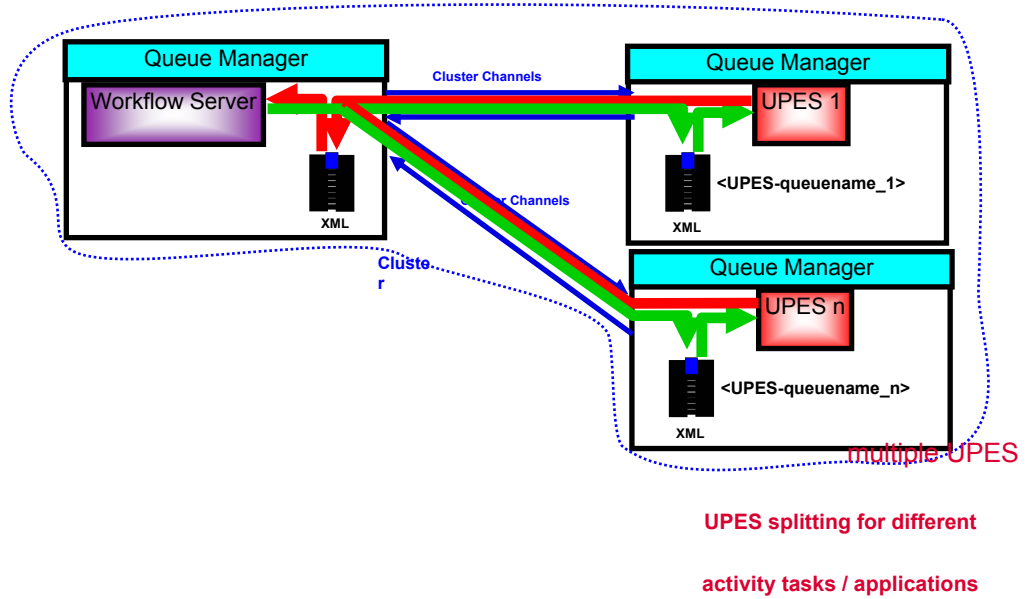 Queue Manager
Workflow Server
XML
Cluster Channels
Queue Manager
UPES 1
<UPES-queuename_1>
XML
Channels
Cluste
r
Queue Manager
UPES n
<UPES-queuename_n>
XML
multiple UPES
UPES splitting for different
activity tasks / applications